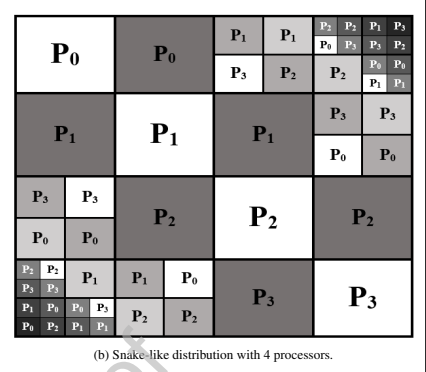 P₀ P₀ P₁ P₁ P₂ P₂ P₁ P₃
P₀ P₃ P₃ P₂
P₃ P₂ P₂ P₀ P₀
P₁ P₁
P₁ P₁ P₁ P₃ P₃
P₀ P₀
P₃ P₃ P₂ P₂ P₂
P₀ P₀
P₂ P₂ P₁ P₁ P₀ P₃ P₃
P₃ P₃
P₁ P₀ P₀ P₃ P₂ P₂
P₀ P₂ P₁ P₁
(b) Snake-like distribution with 4 processors.